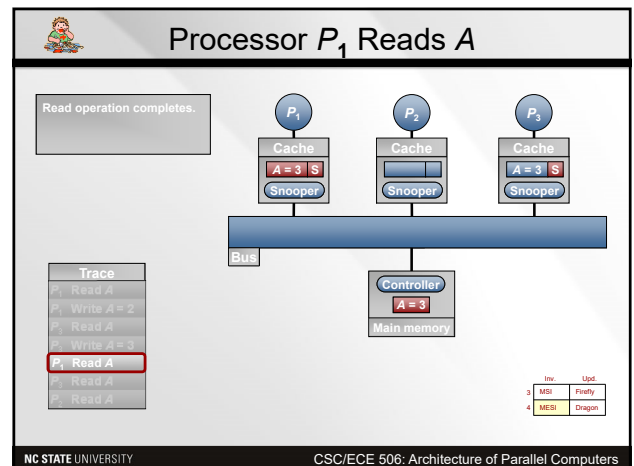 Processor P₁ Reads A
Read operation completes.
P₁
P₂
P₃
Cache
Cache
Cache
A = 3 S
A = 3 S
Snooper
Snooper
Snooper
Bus
Controller
A = 3
Main memory
Trace
P₁ Read A
P₁ Write A = 2
P₃ Read A
P₃ Write A = 3
P₁ Read A
P₃ Read A
P₂ Read A
Inv. Upd.
3 MSI Firefly
4 MESI Dragon
NC STATE UNIVERSITY
CSC/ECE 506: Architecture of Parallel Computers